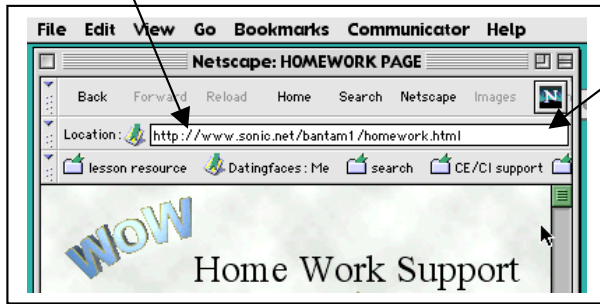 File Edit View Go Bookmarks Communicator Help
Netscape: HOMEWORK PAGE
Back Forward Reload Home Search Netscape Images N
Location: http://www.sonic.net/bantam1/homework.html
lesson resource Datingfaces: Me search CE/CI support
WOW
Home Work Support